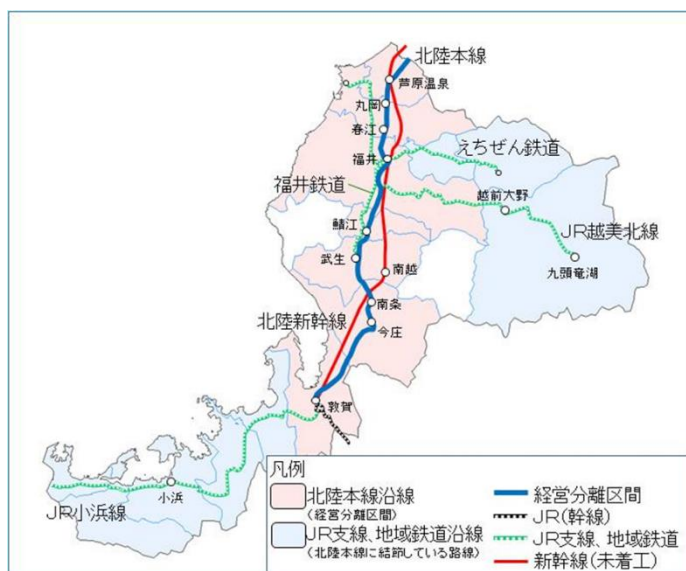 北陸本線
芦原温泉
丸岡
春江
福井
えちぜん鉄道
福井鉄道
越前大野
鯖江
JR越美北線
武生
南越
九頭竜湖
南条
北陸新幹線
今庄
敦賀
小浜
JR小浜線
凡例
北陸本線沿線
(経営分離区間)
JR支線、地域鉄道沿線
(北陸本線に結節している路線)
経営分離区間
JR(幹線)
JR支線、地域鉄道
新幹線(未着工)